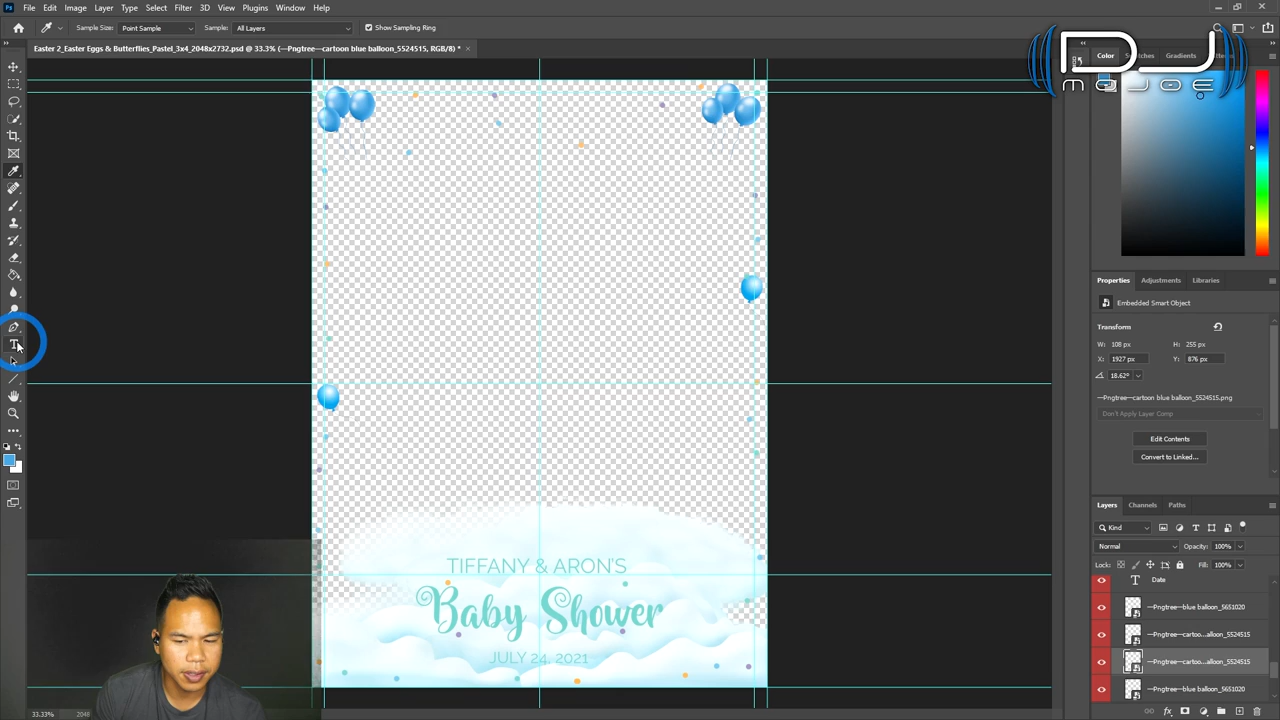 File Edit Image Layer Type Select Filter 3D View Plugins Window Help
Sample Size: Point Sample Sample: All Layers Show Sampling Ring
Easter 2_Easter Eggs & Butterflies_Pastel_3x4_2048x2732.psd @ 33.3% (—Pngtree—cartoon blue balloon_5524515, RGB/8) *
DJ
MOJOE
Color Gradients
TIFFANY & ARON'S
Baby Shower
JULY 24, 2021
Properties Adjustments Libraries
Embedded Smart Object
Transform
W: 108 px H: 255 px
X: 1927 px Y: 876 px
18.62°
—Pngtree—cartoon blue balloon_5524515.png
Don't Apply Layer Comp
Edit Contents
Convert to Linked...
Layers Channels Paths
Kind
Normal Opacity: 100%
Lock: Fill: 100%
Date
—Pngtree—blue balloon_5651020
—Pngtree—cartoo...alloon_5524515
—Pngtree—cartoo...alloon_5524515
—Pngtree—blue balloon_5651020
33.33% 2048